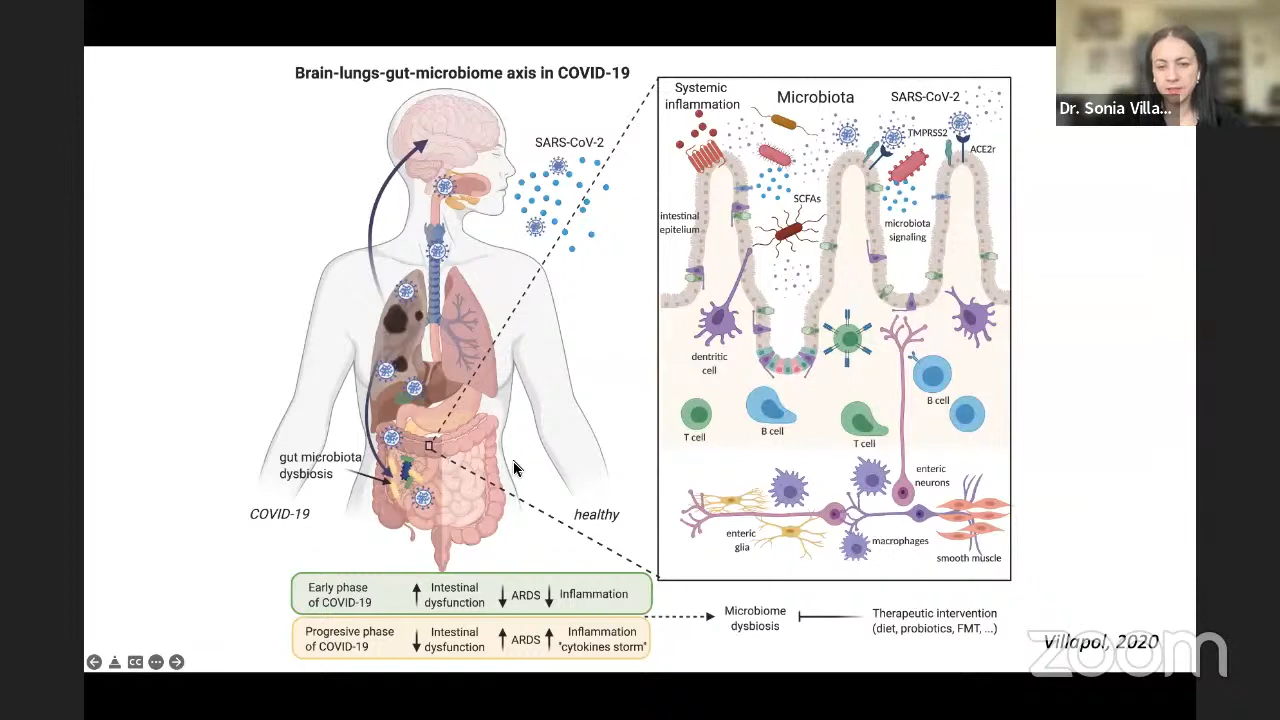 Brain-lungs-gut-microbiome axis in COVID-19
SARS-CoV-2
gut microbiota
dysbiosis
COVID-19
healthy
Systemic
inflammation
Microbiota
SARS-CoV-2
TMPRSS2
ACE2r
SCFAs
intestinal
epitelium
microbiota
signaling
dentritic
cell
T cell
B cell
T cell
B cell
enteric
neurons
enteric
glia
macrophages
smooth muscle
Early phase
of COVID-19
Intestinal
dysfunction
ARDS
Inflammation
Progresive phase
of COVID-19
Intestinal
dysfunction
ARDS
Inflammation
"cytokines storm"
Microbiome
dysbiosis
Therapeutic intervention
(diet, probiotics, FMT, ...)
Villapol, 2020
zoom
Dr. Sonia Villa...
CC